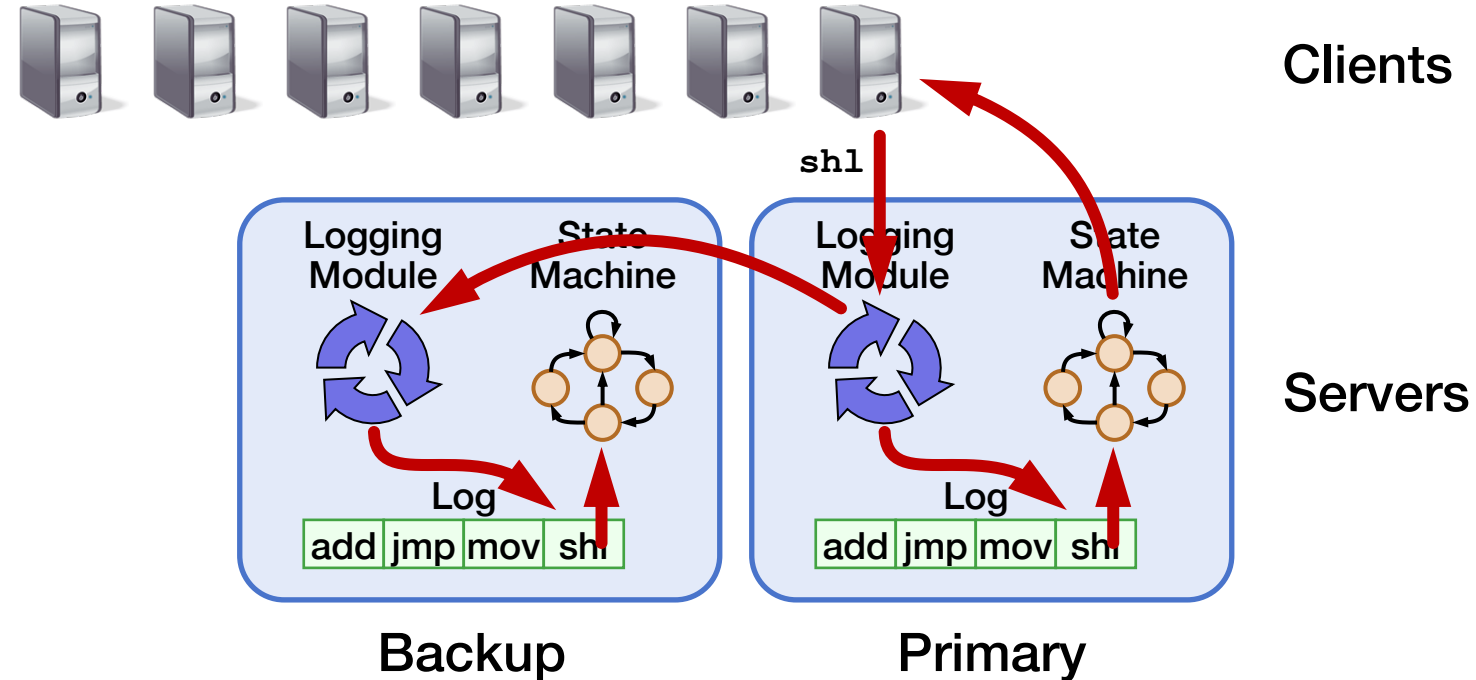 Clients
shl
Logging
Module
State
Machine
Logging
Module
State
Machine
Servers
Log
add jmp mov shl
Log
add jmp mov shl
Backup
Primary